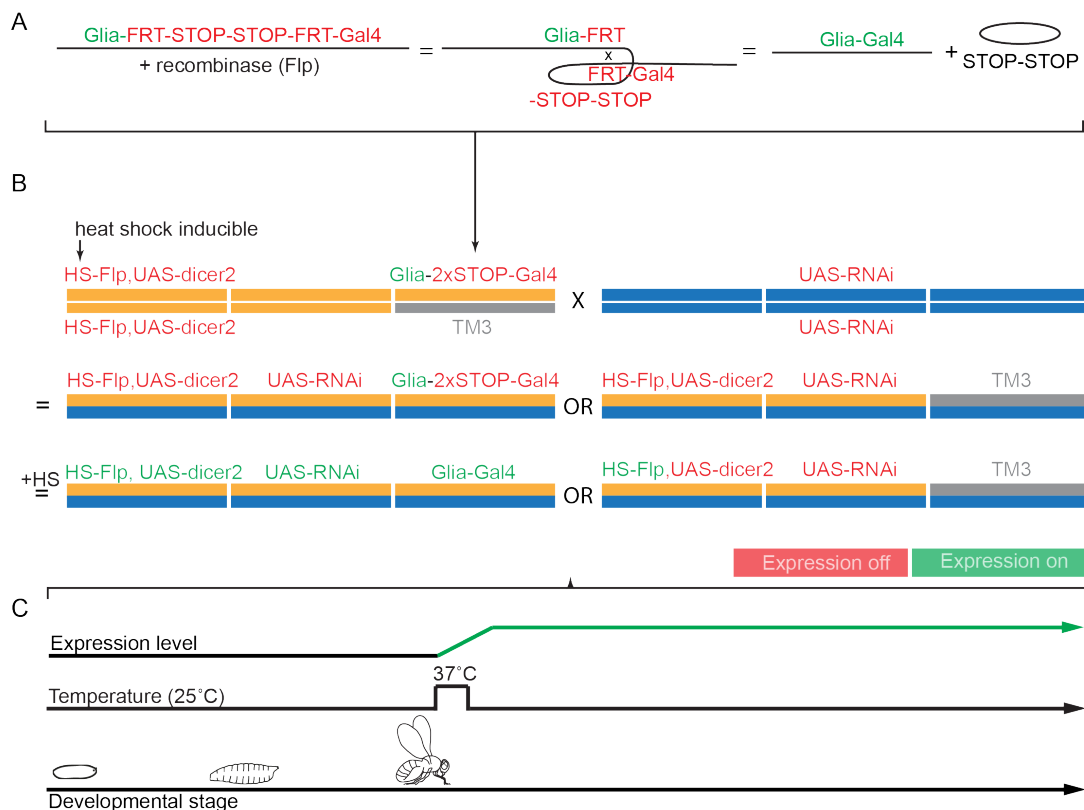 A
Glia-FRT-STOP-STOP-FRT-Gal4
+ recombinase (Flp)
=
Glia-FRT
x
FRT-Gal4
-STOP-STOP
=
Glia-Gal4
+
STOP-STOP
B
heat shock inducible
HS-Flp,UAS-dicer2
Glia-2xSTOP-Gal4
UAS-RNAi
X
HS-Flp,UAS-dicer2
TM3
UAS-RNAi
HS-Flp,UAS-dicer2 UAS-RNAi Glia-2xSTOP-Gal4 HS-Flp,UAS-dicer2 UAS-RNAi TM3
= OR
+HS HS-Flp, UAS-dicer2 UAS-RNAi Glia-Gal4 HS-Flp,UAS-dicer2 UAS-RNAi TM3
= OR
Expression off Expression on
C
Expression level
37˚C
Temperature (25˚C)
Developmental stage